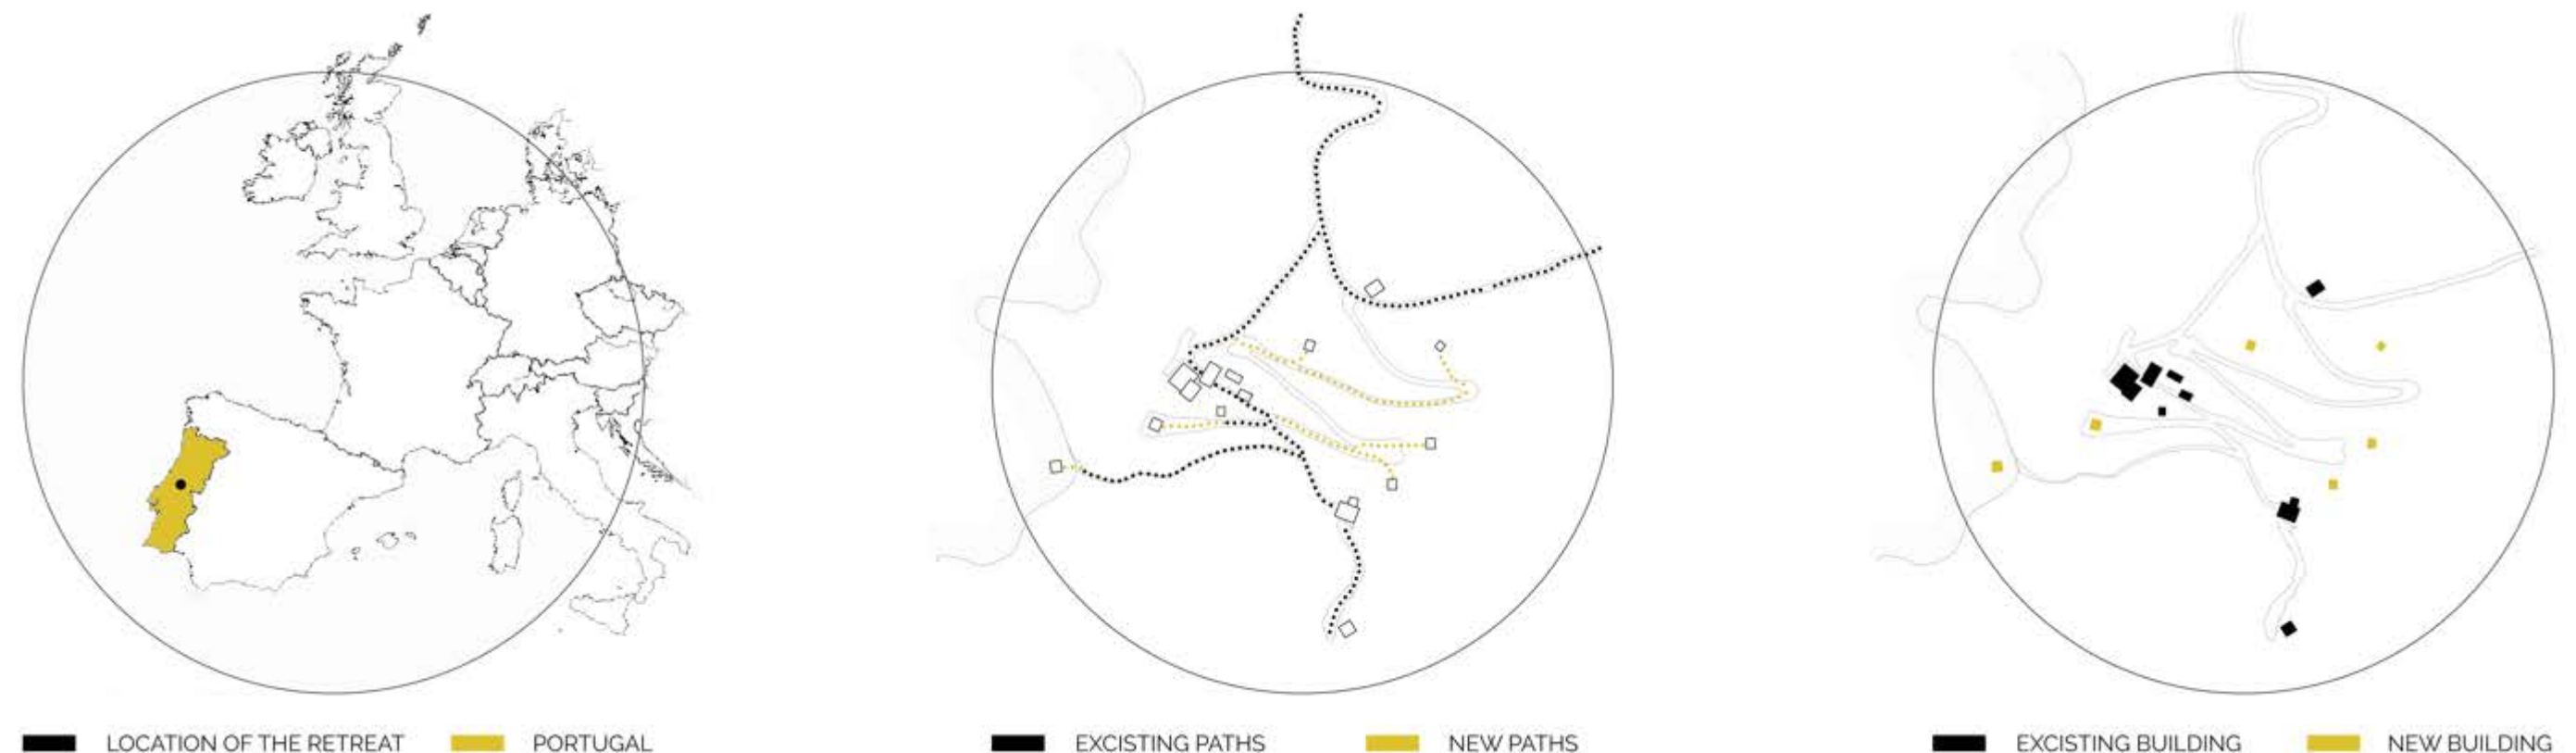 LOCATION OF THE RETREAT
PORTUGAL
EXCISTING PATHS
NEW PATHS
EXCISTING BUILDING
NEW BUILDING